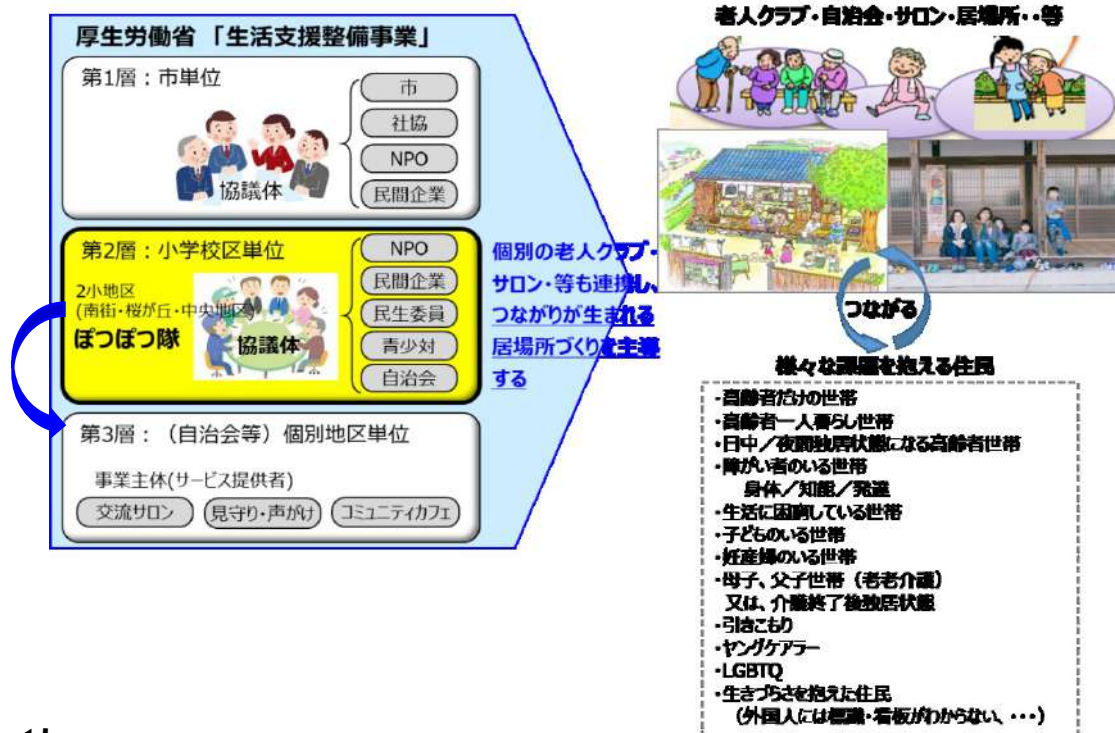 厚生労働省 「生活支援整備事業」
第1層：市単位
協議体
市
社協
NPO
民間企業
第2層：小学校区単位
2小地区
(南街・桜が丘・中央地区)
ぽつぽつ隊
協議体
NPO
民間企業
民生委員
青少対
自治会
第3層：（自治会等）個別地区単位
事業主体(サービス提供者)
交流サロン
見守り・声がけ
コミュニティカフェ
個別の老人クラブ・
サロン・等も連携し、
つながりが生まれる
居場所づくりを主導
する
老人クラブ・自治会・サロン・居場所・・等
つながる
様々な課題を抱える住民
・高齢者だけの世帯
・高齢者一人暮らし世帯
・日中／夜間独居状態になる高齢者世帯
・障がい者のいる世帯
身体／知能／発達
・生活に困窮している世帯
・子どものいる世帯
・妊産婦のいる世帯
・母子、父子世帯（老老介護）
又は、介護終了後独居状態
・引きこもり
・ヤングケアラー
・LGBTQ
・生きづらさを抱えた住民
（外国人には標識・看板がわからない、・・・）